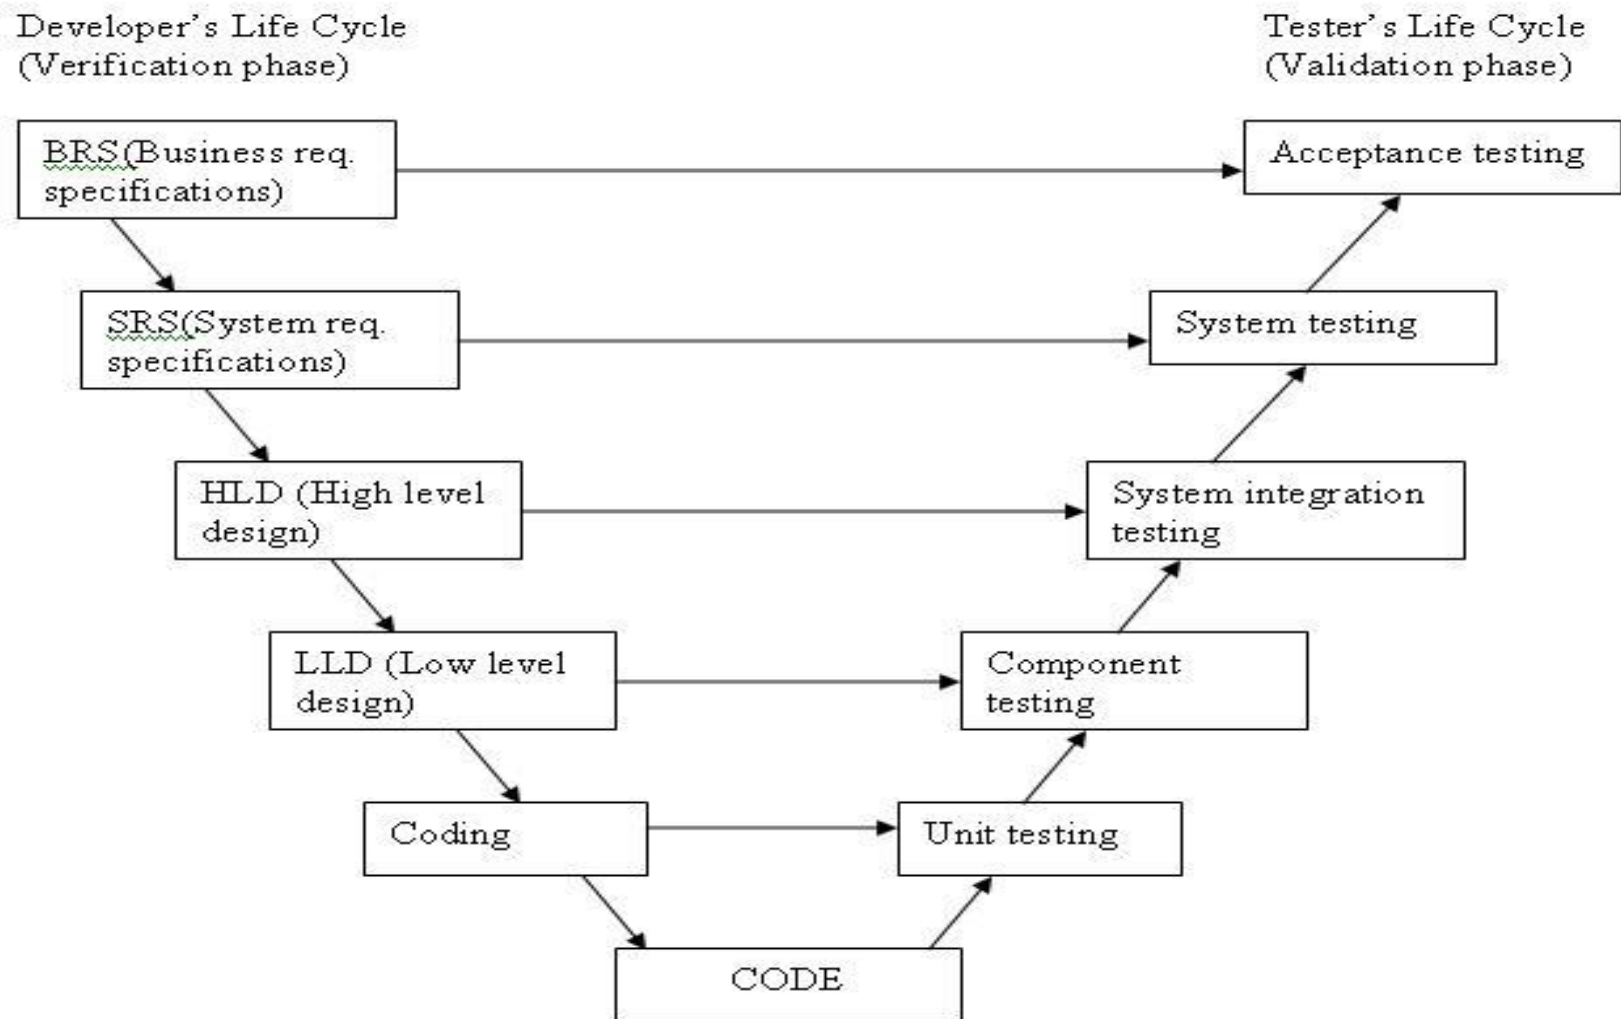 Developer's Life Cycle
(Verification phase)
Tester's Life Cycle
(Validation phase)
BRS(Business req.
specifications)
Acceptance testing
SRS(System req.
specifications)
System testing
HLD (High level
design)
System integration
testing
LLD (Low level
design)
Component
testing
Coding
Unit testing
CODE